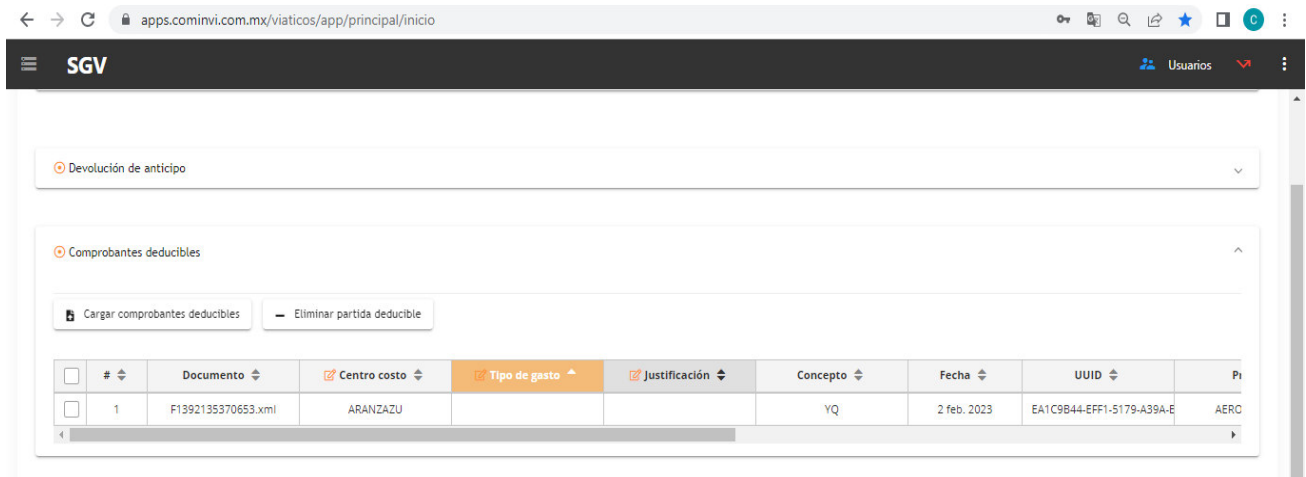 apps.cominvi.com.mx/viaticos/app/principal/inicio
C
SGV
Usuarios
Devolución de anticipo
Comprobantes deducibles
Cargar comprobantes deducibles
Eliminar partida deducible
# Documento Centro costo Tipo de gasto Justificación Concepto Fecha UUID
1 F1392135370653.xml ARANZAZU YQ 2 feb. 2023 EA1C9B44-EFF1-5179-A39A-E AERO